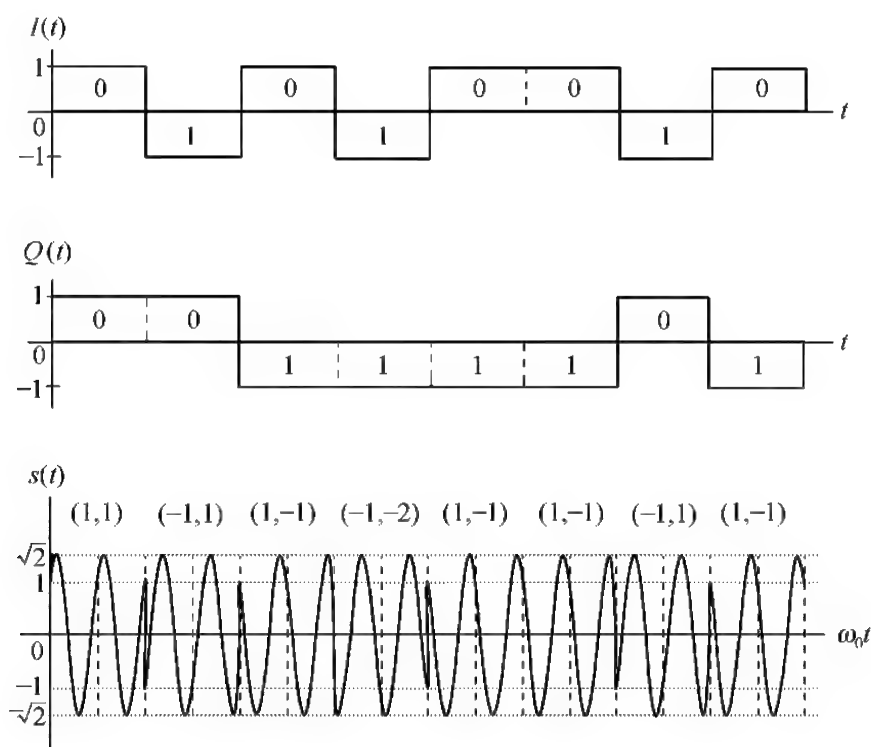 I(t)
1
0 0 0 0 0
t
0
1 1 1
−1
Q(t)
1
0 0 0
t
0
1 1 1 1 1
−1
s(t)
(1,1) (−1,1) (1,−1) (−1,−2) (1,−1) (1,−1) (−1,1) (1,−1)
√2
1
0
ω₀t
−1
−√2